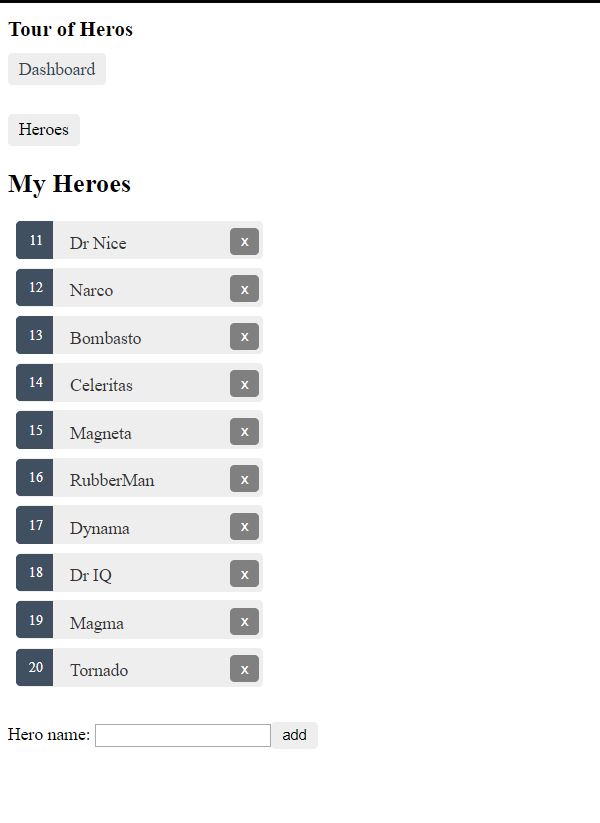 Tour of Heros
Dashboard
Heroes
My Heroes
11 Dr Nice x
12 Narco x
13 Bombasto x
14 Celeritas x
15 Magneta x
16 RubberMan x
17 Dynama x
18 Dr IQ x
19 Magma x
20 Tornado x
Hero name: add